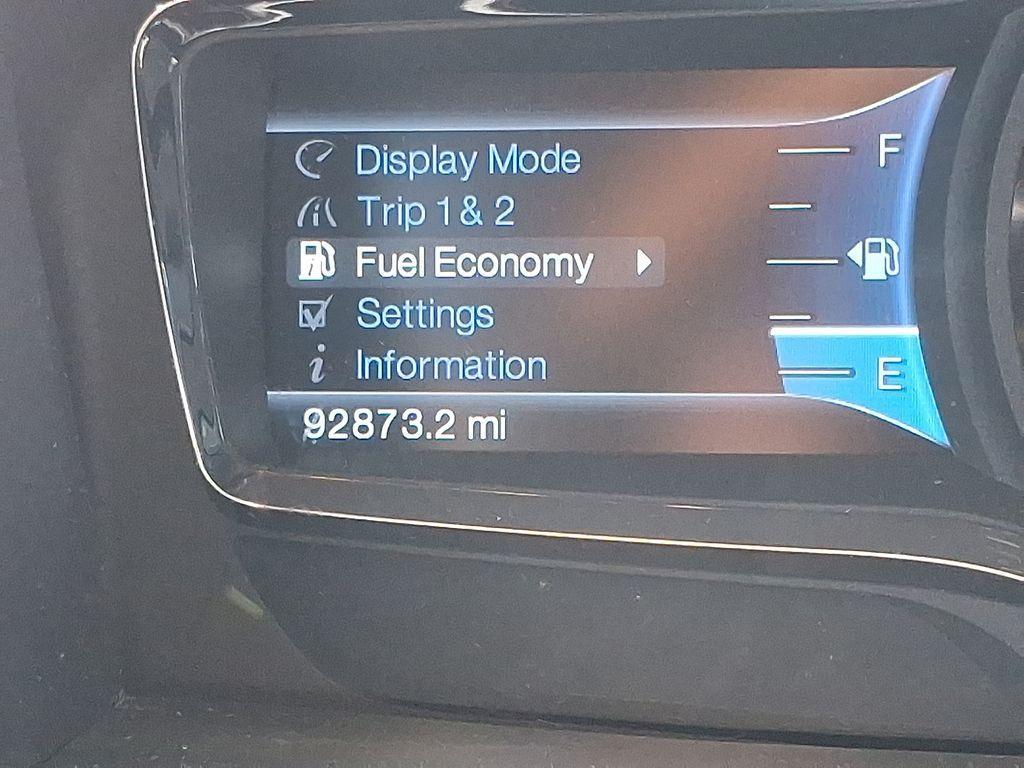 Display Mode
F
Trip 1 & 2
Fuel Economy
Settings
Information
E
92873.2 mi